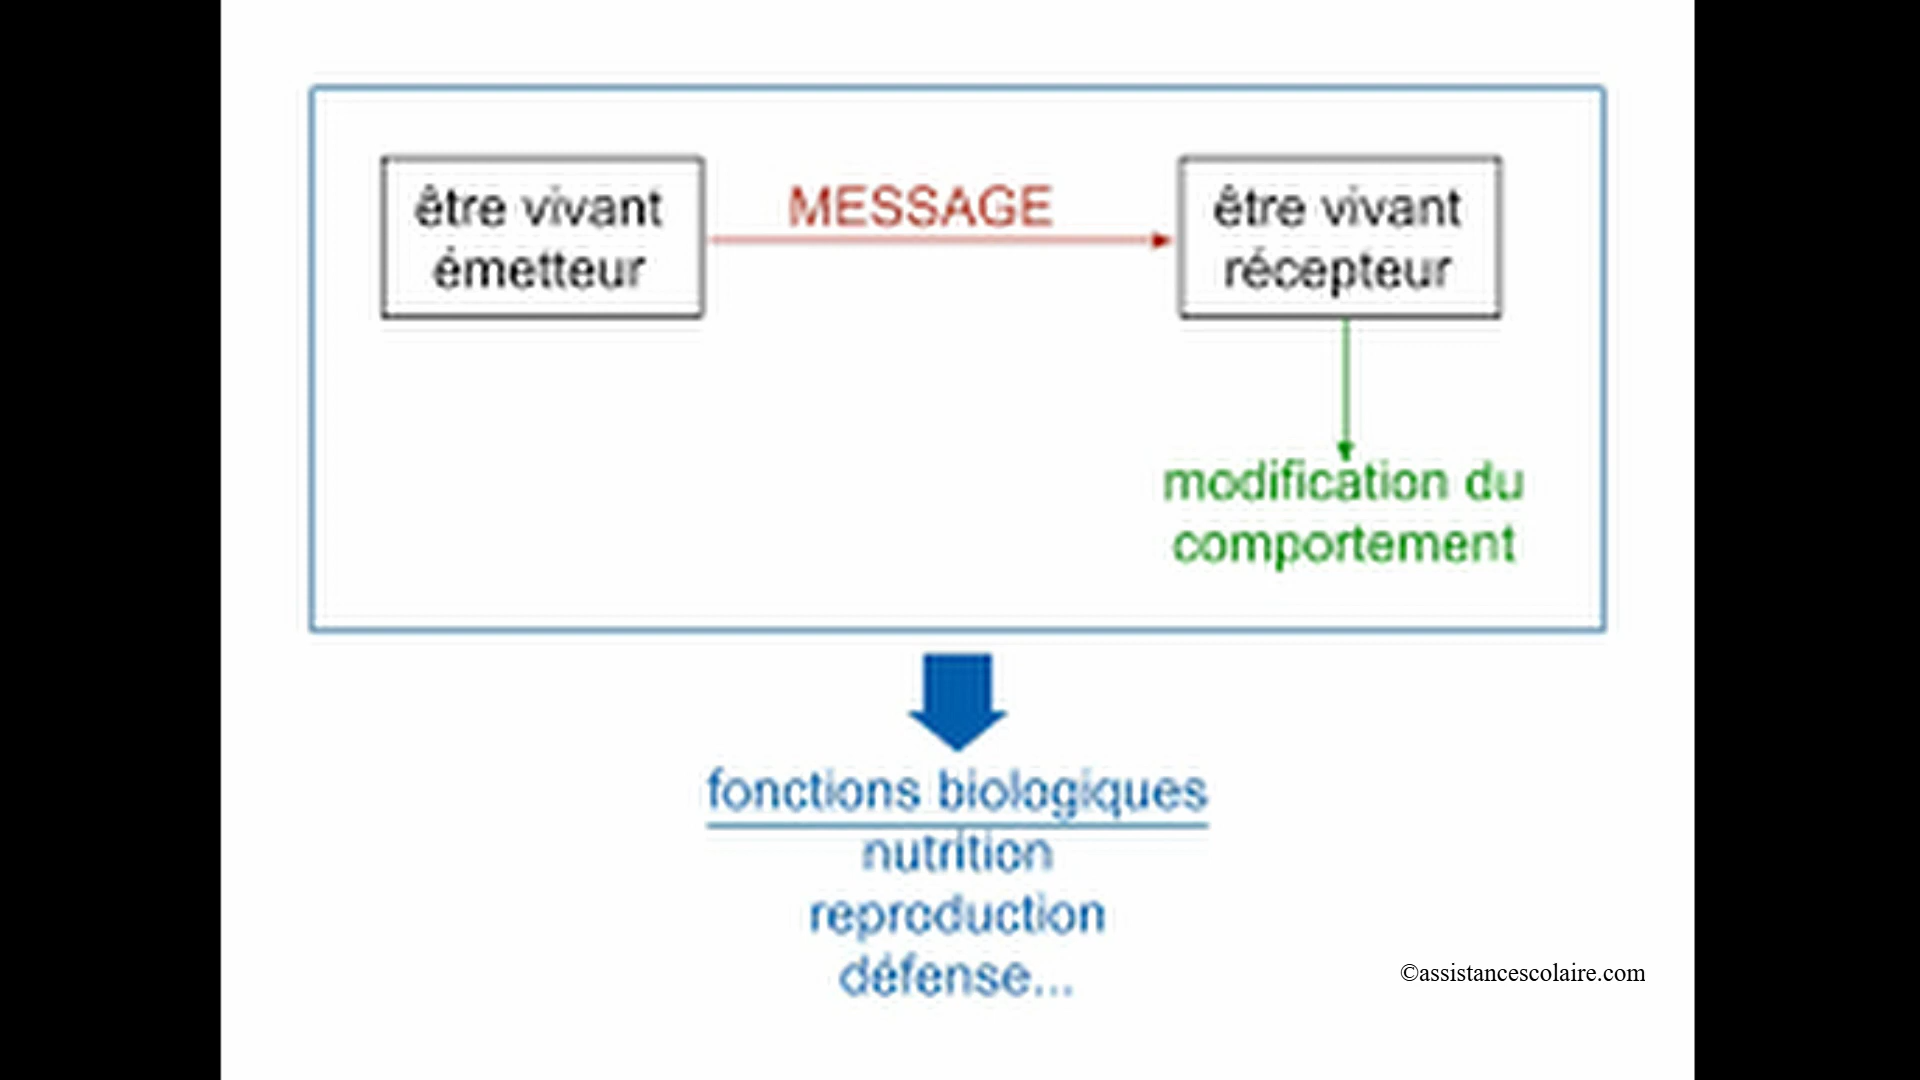 être vivant
émetteur
MESSAGE
être vivant
récepteur
modification du
comportement
fonctions biologiques
nutrition
reproduction
défense...
©assistancescolaire.com